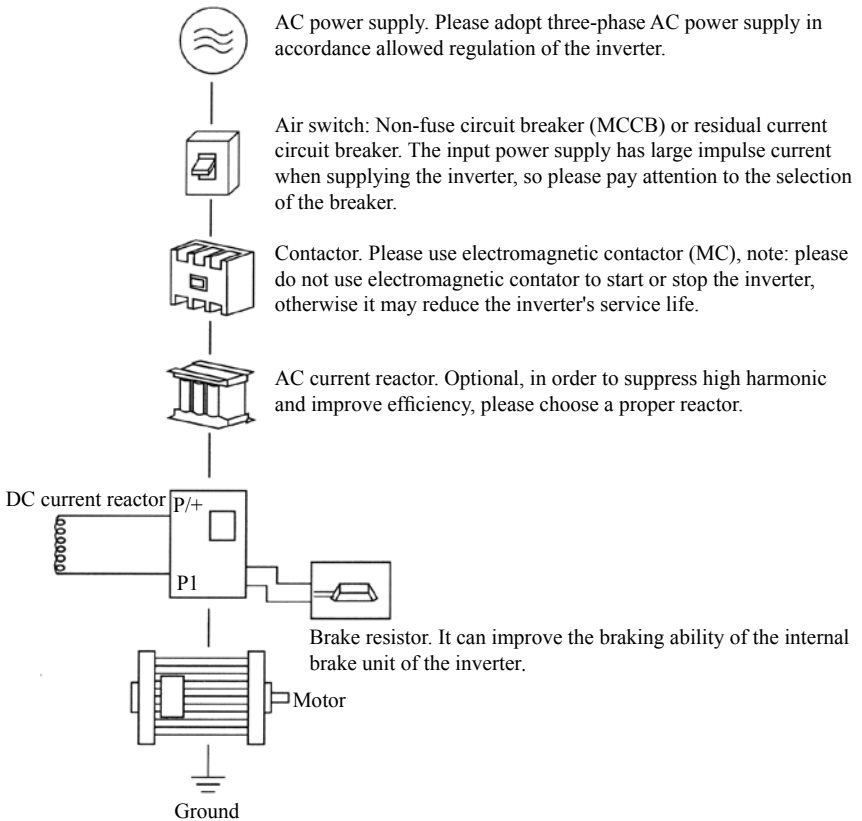 AC power supply. Please adopt three-phase AC power supply in
accordance allowed regulation of the inverter.
Air switch: Non-fuse circuit breaker (MCCB) or residual current
circuit breaker. The input power supply has large impulse current
when supplying the inverter, so please pay attention to the selection
of the breaker.
Contactor. Please use electromagnetic contactor (MC), note: please
do not use electromagnetic contator to start or stop the inverter,
otherwise it may reduce the inverter's service life.
AC current reactor. Optional, in order to suppress high harmonic
and improve efficiency, please choose a proper reactor.
DC current reactor
P/+
P1
Brake resistor. It can improve the braking ability of the internal
brake unit of the inverter.
Motor
Ground